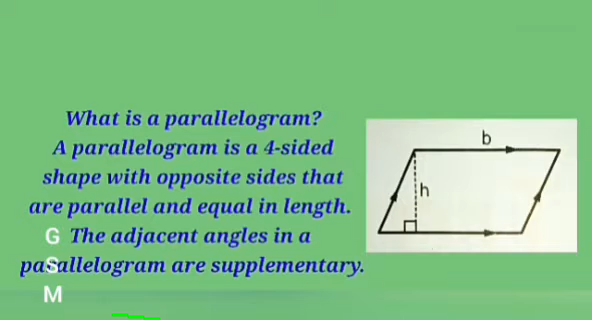 What is a parallelogram?
A parallelogram is a 4-sided
shape with opposite sides that
are parallel and equal in length.
The adjacent angles in a
parallelogram are supplementary.
G
S
M
b
h